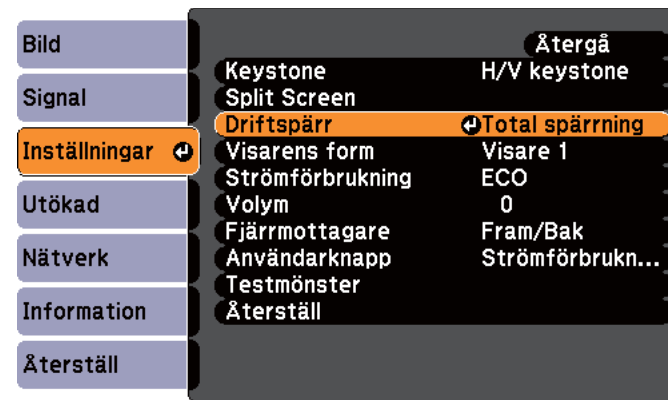 Bild
Signal
Inställningar
Utökad
Nätverk
Information
Återställ
Återgå
Keystone H/V keystone
Split Screen
Driftspärr Total spärrning
Visarens form Visare 1
Strömförbrukning ECO
Volym 0
Fjärrmottagare Fram/Bak
Användarknapp Strömförbrukn...
Testmönster
Återställ